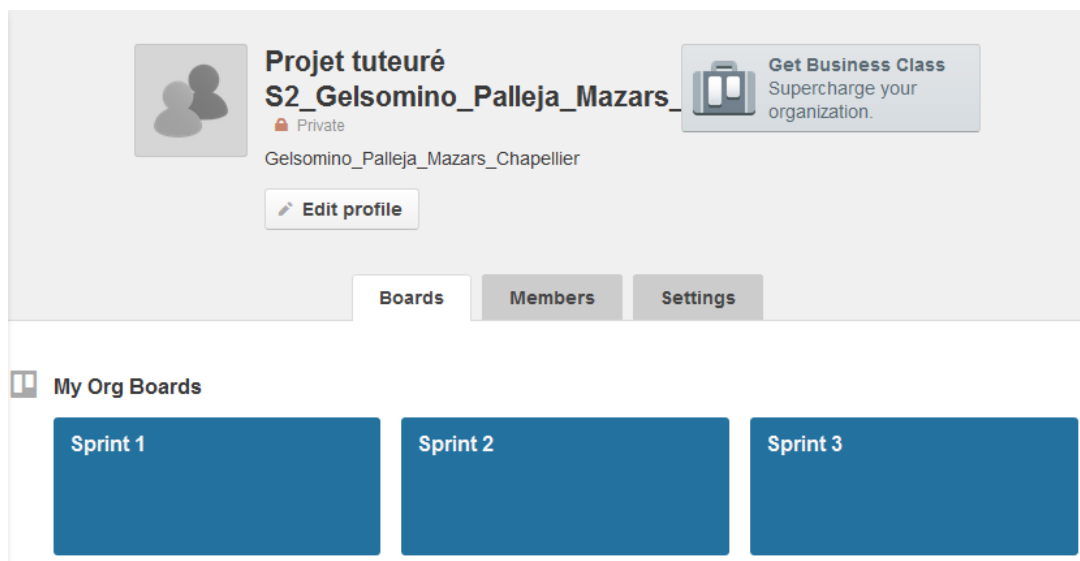 Projet tuteuré
S2_Gelsomino_Palleja_Mazars_
Private
Gelsomino_Palleja_Mazars_Chapellier
Edit profile
Get Business Class
Supercharge your
organization.
Boards
Members
Settings
My Org Boards
Sprint 1
Sprint 2
Sprint 3